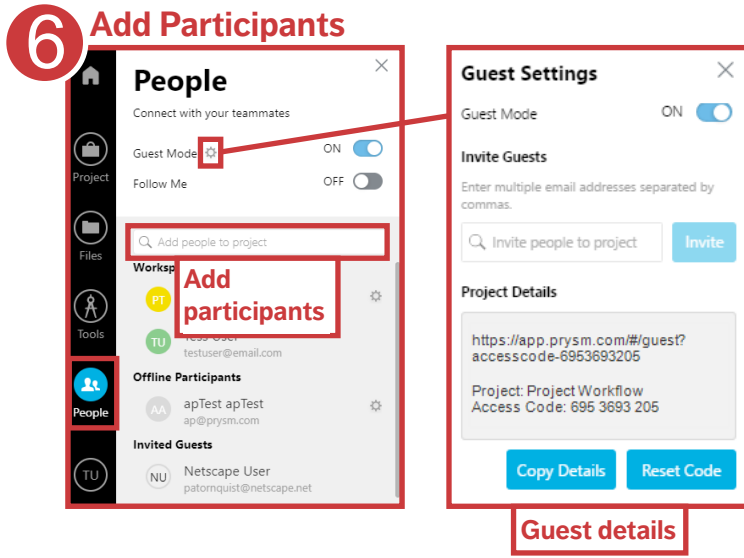 6 Add Participants
People
Connect with your teammates
Guest Mode ON
Follow Me OFF
Add people to project
Add
participants
PT
TU
testuser@email.com
Offline Participants
AA apTest apTest
ap@prysm.com
Invited Guests
NU Netscape User
patornquist@netscape.net
Project
Files
Tools
People
TU
Guest Settings
Guest Mode ON
Invite Guests
Enter multiple email addresses separated by
commas.
Invite people to project Invite
Project Details
https://app.prysm.com/#/guest?
accesscode-6953693205
Project: Project Workflow
Access Code: 695 3693 205
Copy Details Reset Code
Guest details